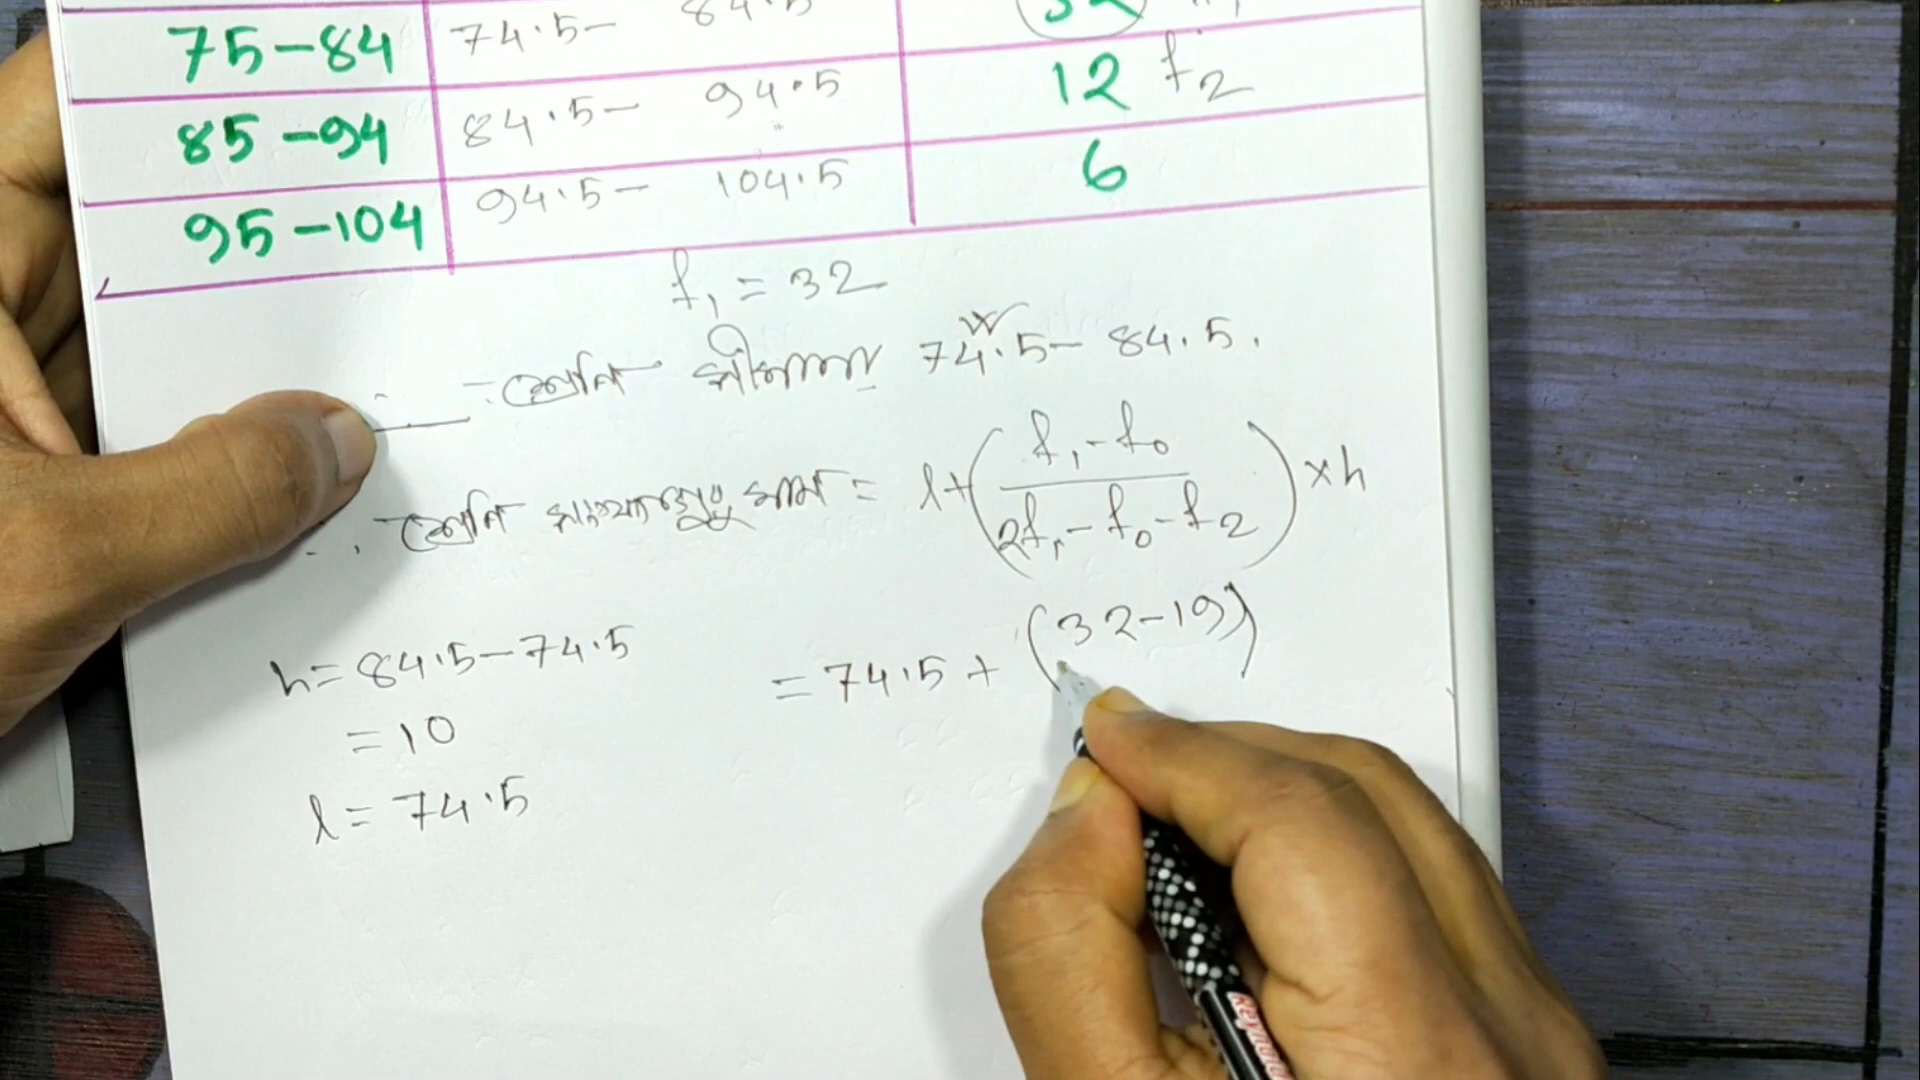 75-84 74.5- 84.5 32
85-94 84.5- 94.5 12 f₂
95-104 94.5- 104.5 6
f₁ = 32
শ্রেণি সীমানা 74.5- 84.5.
∴ শ্রেণি সংখ্যাগুরু মান = l+(f₁-f₀/2f₁-f₀-f₂)×h
= 74.5 + (32-19)
h= 84.5-74.5
= 10
l = 74.5
Reynolds